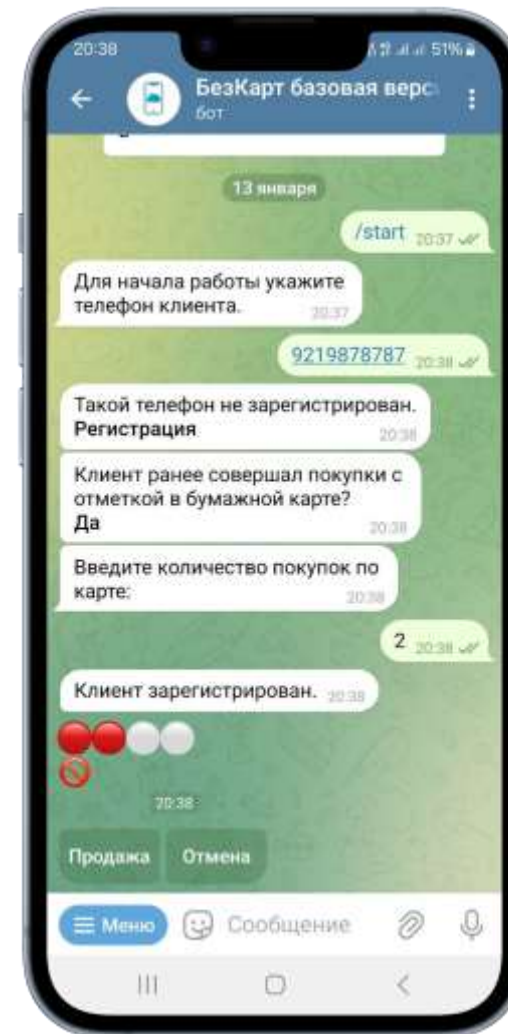 20:38
51%
БезКарт базовая верс
бот
13 января
/start 20:37
Для начала работы укажите
телефон клиента.
20:37
9219878787 20:38
Такой телефон не зарегистрирован.
Регистрация
20:38
Клиент ранее совершал покупки с
отметкой в бумажной карте?
Да
20:38
Введите количество покупок по
карте:
20:38
2 20:38
Клиент зарегистрирован. 20:38
20:38
Продажа Отмена
Меню Сообщение